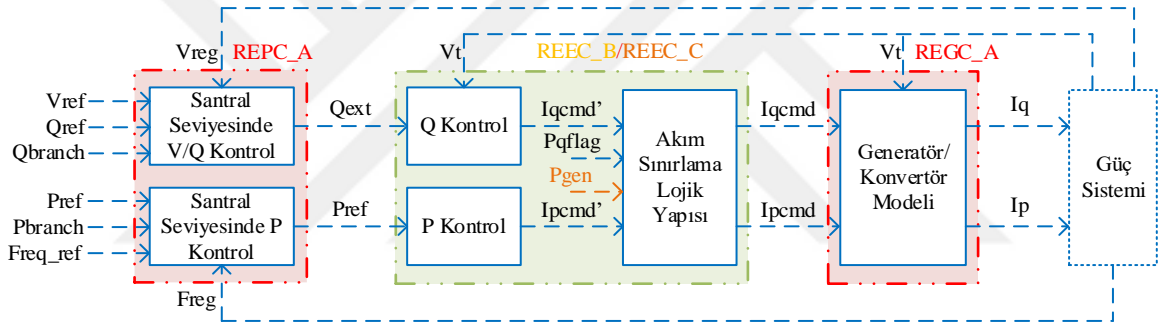 Vreg
REPC_A
Vt
REEC_B/REEC_C
Vt
REGC_A
Vref
Qref
Qbranch
Santral
Seviyesinde
V/Q Kontrol
Qext
Q Kontrol
Iqcmd’
Pqflag
Pgen
Ipcmd’
Akım
Sınırlama
Lojik
Yapısı
Iqcmd
Ipcmd
Generatör/
Konvertör
Modeli
Iq
Ip
Güç
Sistemi
Pref
Pbranch
Freq_ref
Santral
Seviyesinde P
Kontrol
Pref
P Kontrol
Freg